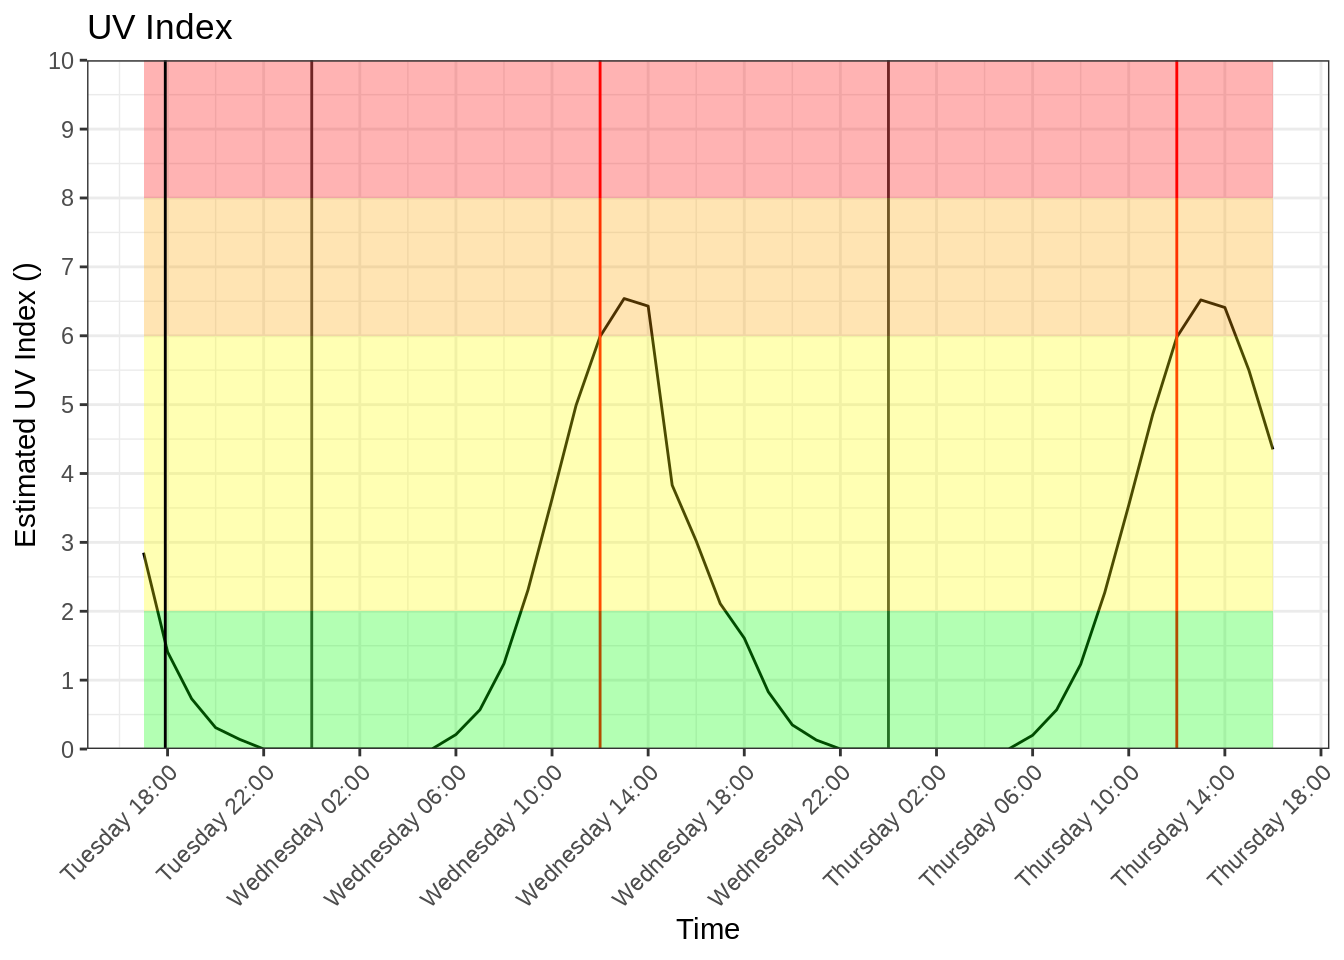 UV Index
Estimated UV Index ()
10
9
8
7
6
5
4
3
2
1
0
Tuesday 18:00
Tuesday 22:00
Wednesday 02:00
Wednesday 06:00
Wednesday 10:00
Wednesday 14:00
Wednesday 18:00
Wednesday 22:00
Thursday 02:00
Thursday 06:00
Thursday 10:00
Thursday 14:00
Thursday 18:00
Time